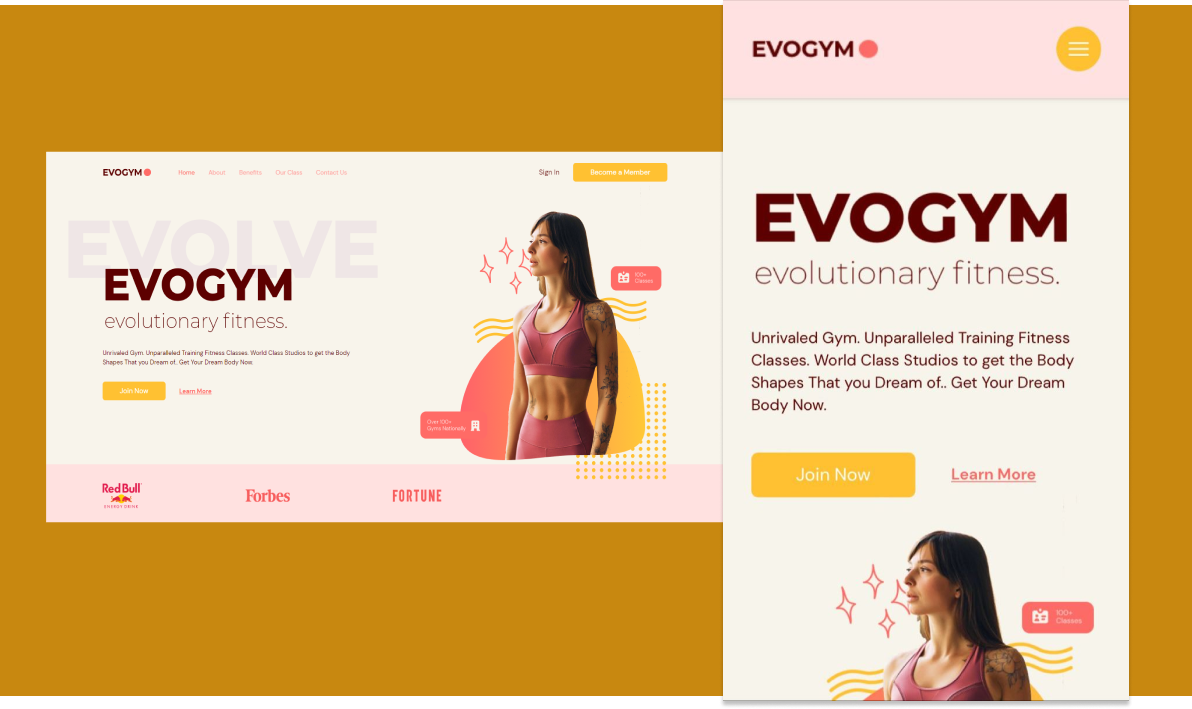 EVOGYM
Home About Benefits Our Class Contact Us
Sign In
Become a Member
EVOLVE
EVOGYM
evolutionary fitness.
Unrivaled Gym. Unparalleled Training Fitness Classes. World Class Studios to get the Body
Shapes That you Dream of.. Get Your Dream Body Now.
Join Now
Learn More
100+
Classes
Over 100+
Gyms Nationally
Red Bull
ENERGY DRINK
Forbes
FORTUNE
EVOGYM
EVOGYM
evolutionary fitness.
Unrivaled Gym. Unparalleled Training Fitness
Classes. World Class Studios to get the Body
Shapes That you Dream of.. Get Your Dream
Body Now.
Join Now
Learn More
100+
Classes